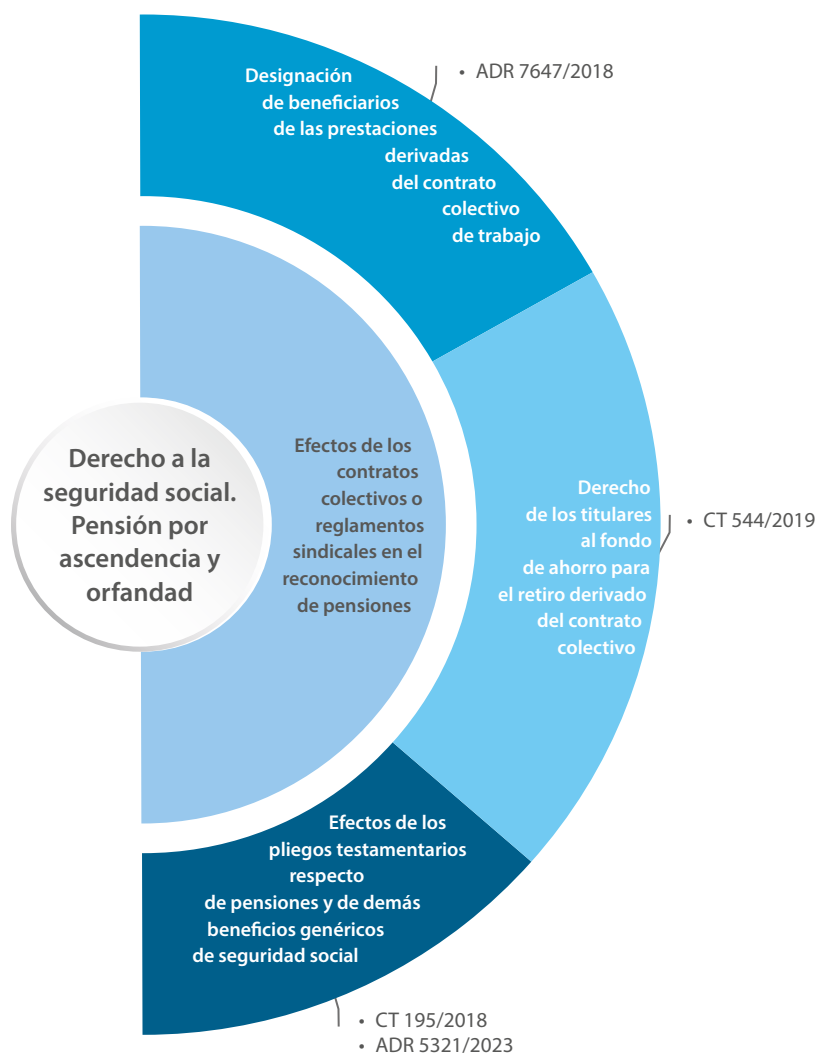 Designación
de beneficiarios
de las prestaciones
derivadas
del contrato
colectivo
de trabajo
• ADR 7647/2018
Derecho a la
seguridad social.
Pensión por
ascendencia y
orfandad
Efectos de los
contratos
colectivos o
reglamentos
sindicales en el
reconocimiento
de pensiones
Derecho
de los titulares
al fondo
de ahorro para
el retiro derivado
del contrato
colectivo
• CT 544/2019
Efectos de los
pliegos testamentarios
respecto
de pensiones y de demás
beneficios genéricos
de seguridad social
• CT 195/2018
• ADR 5321/2023